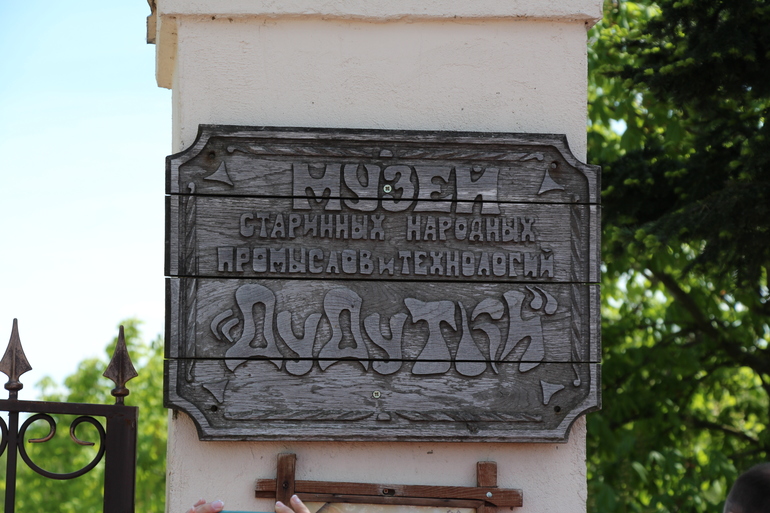 МУЗЕЙ
СТАРИННЫХ НАРОДНЫХ
ПРОМЫСЛОВ И ТЕХНОЛОГИЙ
“ДУДУТКИ”